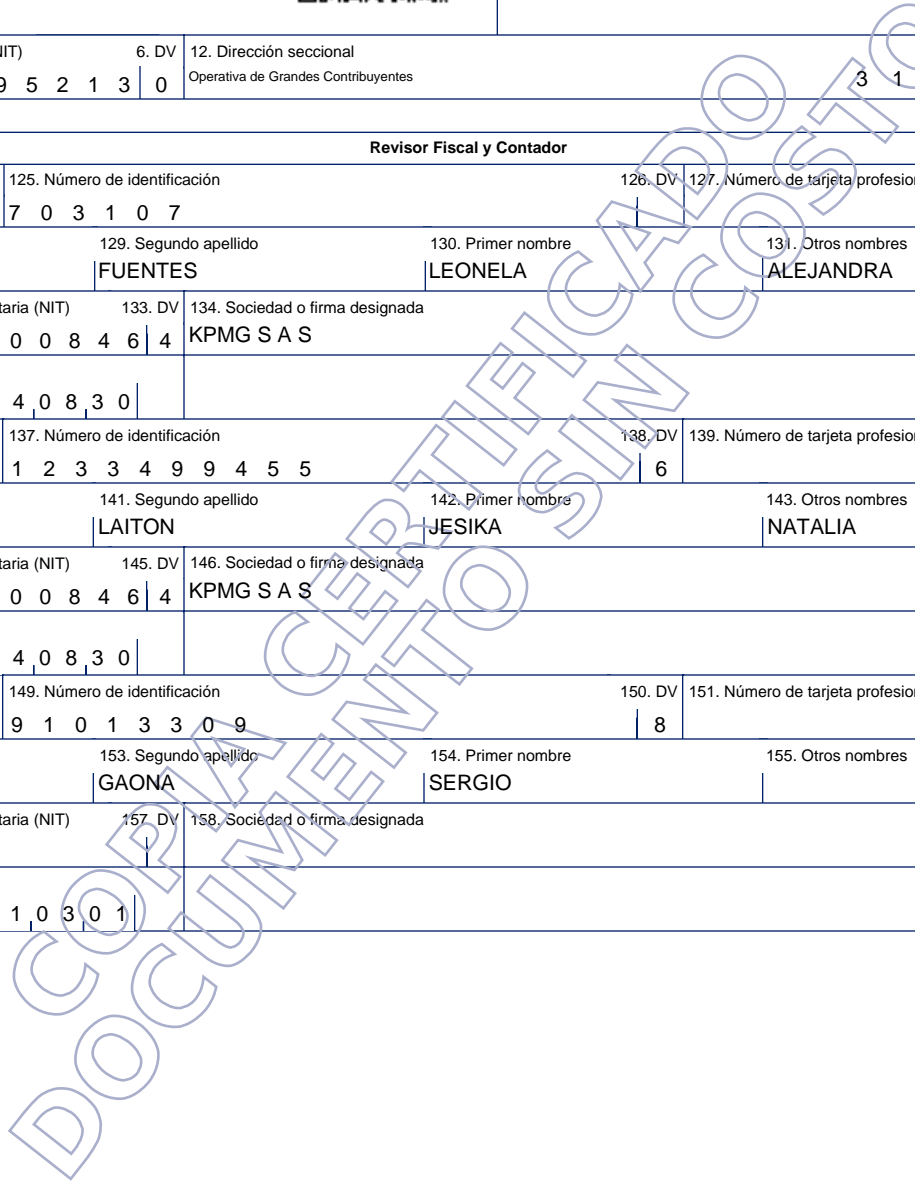 NIT) 6. DV 12. Dirección seccional
9 5 2 1 3 0 Operativa de Grandes Contribuyentes 3 1
Revisor Fiscal y Contador
125. Número de identificación 126. DV 127. Número de tarjeta profesion
7 0 3 1 0 7
129. Segundo apellido 130. Primer nombre 131. Otros nombres
FUENTES LEONELA ALEJANDRA
taria (NIT) 133. DV 134. Sociedad o firma designada
0 0 8 4 6 4 KPMG S A S
4 0 8 3 0
137. Número de identificación 138. DV 139. Número de tarjeta profesion
1 2 3 3 4 9 9 4 5 5 6
141. Segundo apellido 142. Primer nombre 143. Otros nombres
LAITON JESIKA NATALIA
taria (NIT) 145. DV 146. Sociedad o firma designada
0 0 8 4 6 4 KPMG S A S
4 0 8 3 0
149. Número de identificación 150. DV 151. Número de tarjeta profesion
9 1 0 1 3 3 0 9 8
153. Segundo apellido 154. Primer nombre 155. Otros nombres
GAONA SERGIO
taria (NIT) 157. DV 158. Sociedad o firma designada
1 0 3 0 1
COPIA CERTIFICADO
DOCUMENTO SIN COSTO